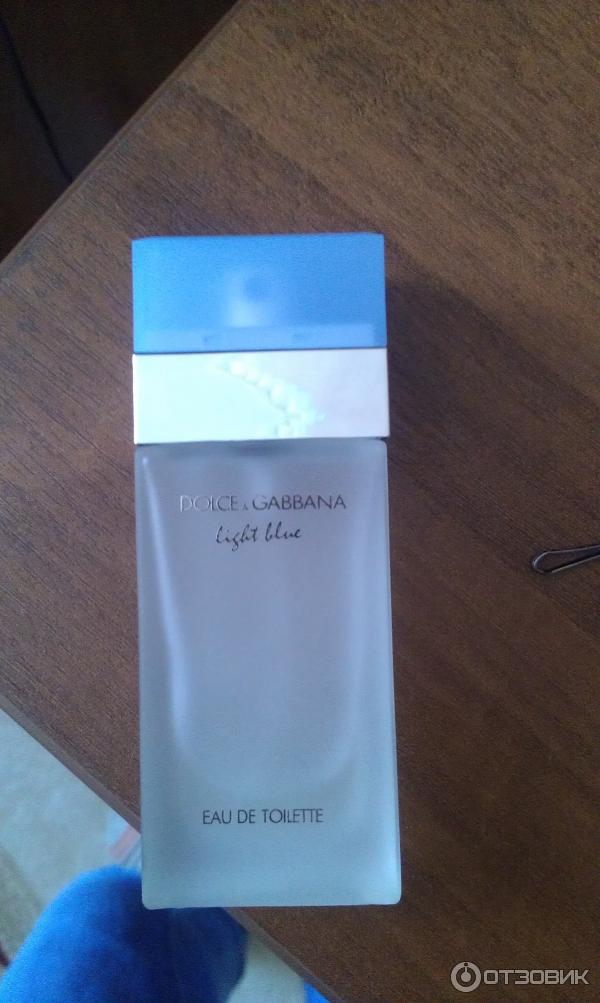 DOLCE & GABBANA
light blue
EAU DE TOILETTE
ОТЗОВИК